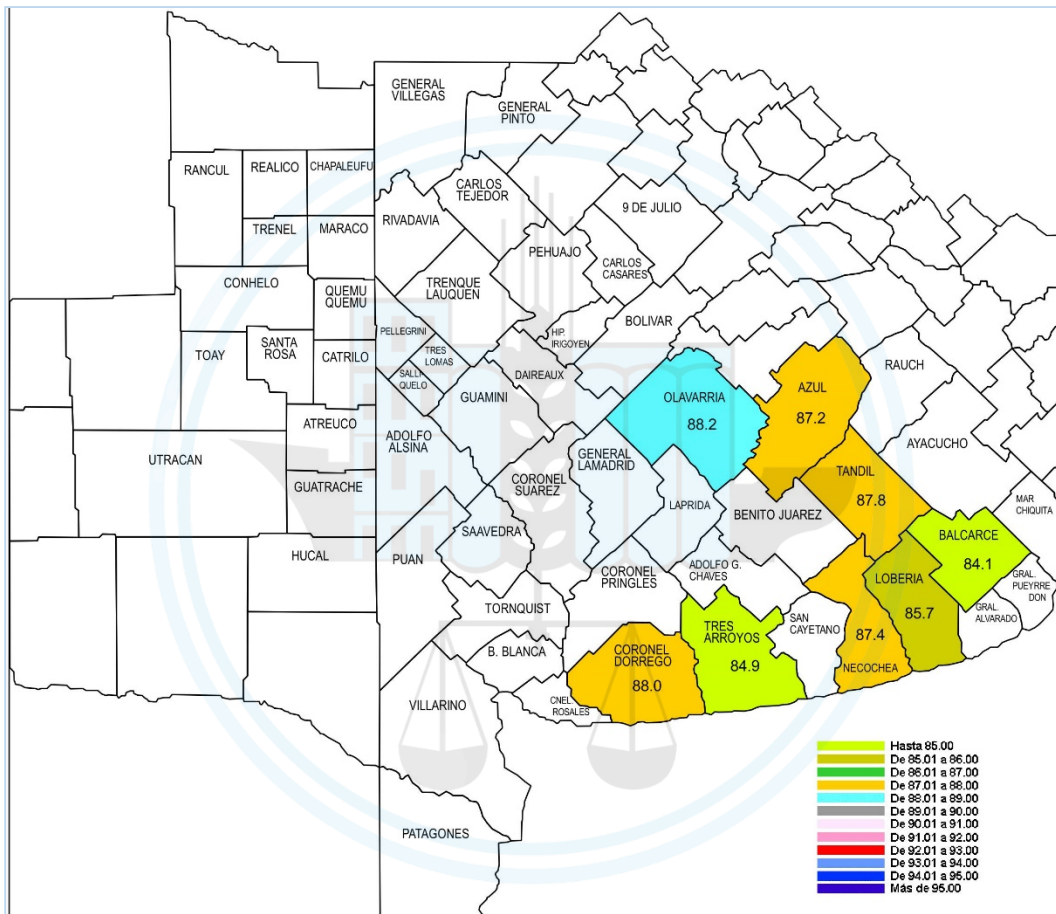 GENERAL
VILLEGAS
GENERAL
PINTO
RANCUL
REALICO
CHAPALEUFU
CARLOS
TEJEDOR
9 DE JULIO
RIVADAVIA
TRENEL
MARACO
PEHUAJO
CARLOS
CASARES
CONHELO
QUEMU
QUEMU
TRENQUE
LAUQUEN
BOLIVAR
PELLEGRINI
HIP.
IRIGOYEN
TOAY
SANTA
ROSA
CATRILO
TRES
LOMAS
SALLI
QUELO
DAIREAUX
RAUCH
AZUL
87.2
OLAVARRIA
88.2
GUAMINI
ATREUCO
ADOLFO
ALSINA
AYACUCHO
UTRACAN
GENERAL
LAMADRID
CORONEL
SUAREZ
TANDIL
87.8
GUATRACHE
LAPRIDA
BENITO JUAREZ
MAR
CHIQUITA
SAAVEDRA
BALCARCE
84.1
HUCAL
PUAN
CORONEL
PRINGLES
ADOLFO G.
CHAVES
LOBERIA
85.7
GRAL.
PUEYRRE
DON
GRAL.
ALVARADO
TORNQUIST
TRES
ARROYOS
84.9
SAN
CAYETANO
87.4
NECOCHEA
B. BLANCA
CORONEL
DORREGO
88.0
CNEL.
ROSALES
VILLARINO
PATAGONES
Hasta 85.00
De 85.01 a 86.00
De 86.01 a 87.00
De 87.01 a 88.00
De 88.01 a 89.00
De 89.01 a 90.00
De 90.01 a 91.00
De 91.01 a 92.00
De 92.01 a 93.00
De 93.01 a 94.00
De 94.01 a 95.00
Más de 95.00